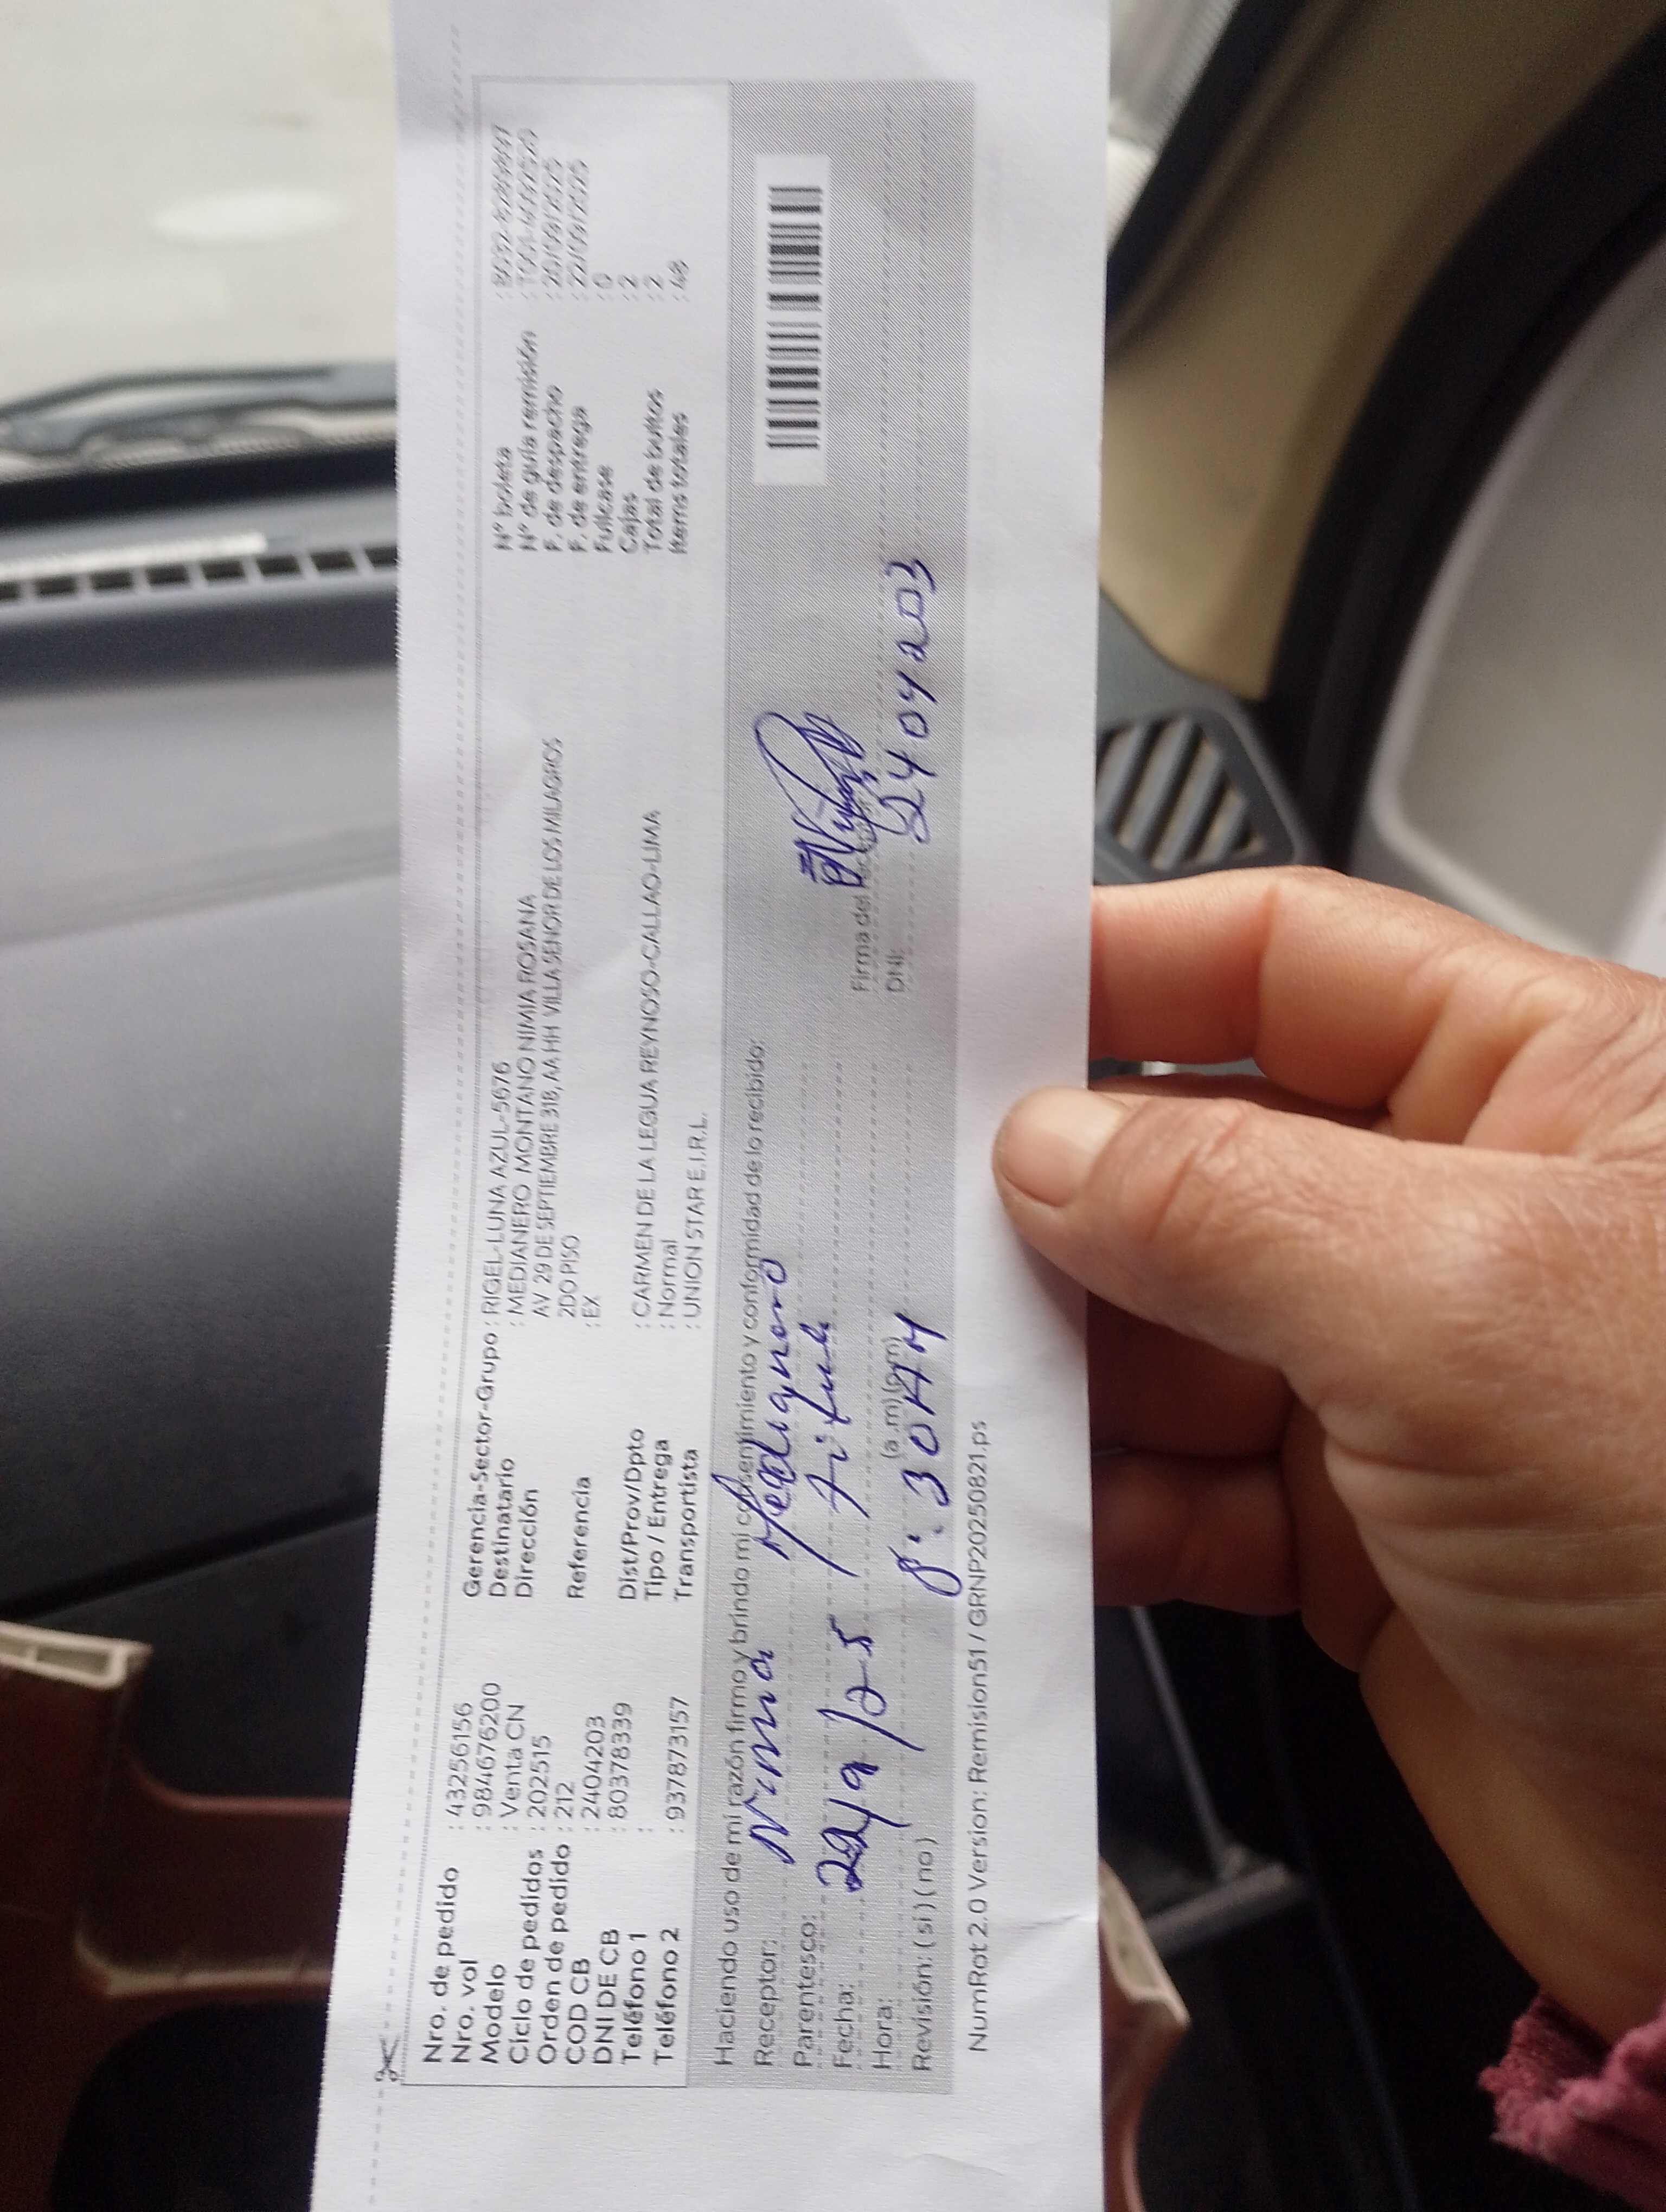 Nro. de pedido : 43256156
Nro. vol : 984676200
Modelo : Venta CN
Ciclo de pedidos : 202515
Orden de pedido : 212
COD CB : 2404203
DNI DE CB : 80378339
Teléfono 1 :
Teléfono 2 : 937873157
Gerencia-Sector-Grupo : RIGEL-LUNA AZUL-5676
Destinatario : MEDIANERO MONTANO NIMIA ROSANA
Dirección AV 29 DE SEPTIEMBRE 318, AA HH VILLA SENOR DE LOS MILAGROS
2DO PISO
Referencia : EX
Dist/Prov/Dpto : CARMEN DE LA LEGUA REYNOSO-CALLAO-LIMA
Tipo / Entrega : Normal
Transportista : UNION STAR E.I.R.L.
N° boleta
N° de guía remisión
F. de despacho
F. de entrega
Fullcase : 0
Cajas : 2
Total de bultos : 2
Items totales : 48
Haciendo uso de mi razón firmo y brindo mi consentimiento y conformidad de lo recibido:
Receptor: Nimia Medianero
Parentesco:
Fecha: 22/9/25
Hora: (a.m)(pm) 8:30AM
Revisión: (si)(no)
Firma del
DNI: 2404203
NumRot 2.0 Version: Remision51 / GRNP20250821.ps